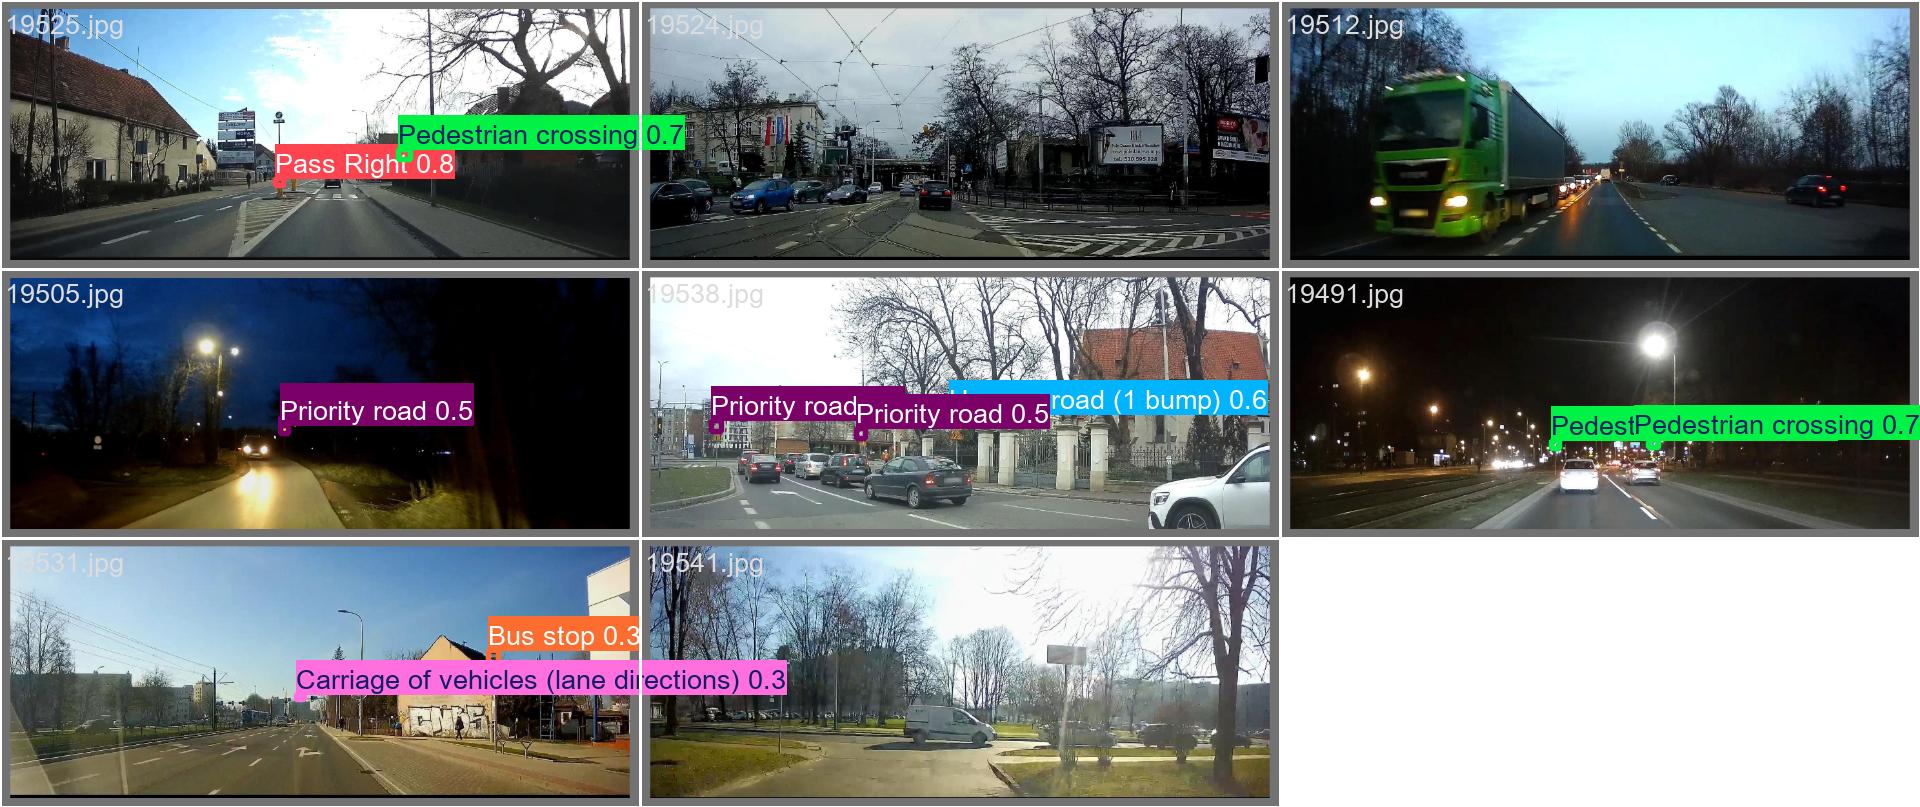 19525.jpg
19524.jpg
19512.jpg
Pedestrian crossing 0.7
Pass Right 0.8
19505.jpg
19538.jpg
19491.jpg
Priority road 0.5
Priority road
Priority road 0.5
road (1 bump) 0.6
Pedest
Pedestrian crossing 0.7
19531.jpg
19541.jpg
Bus stop 0.3
Carriage of vehicles (lane directions) 0.3